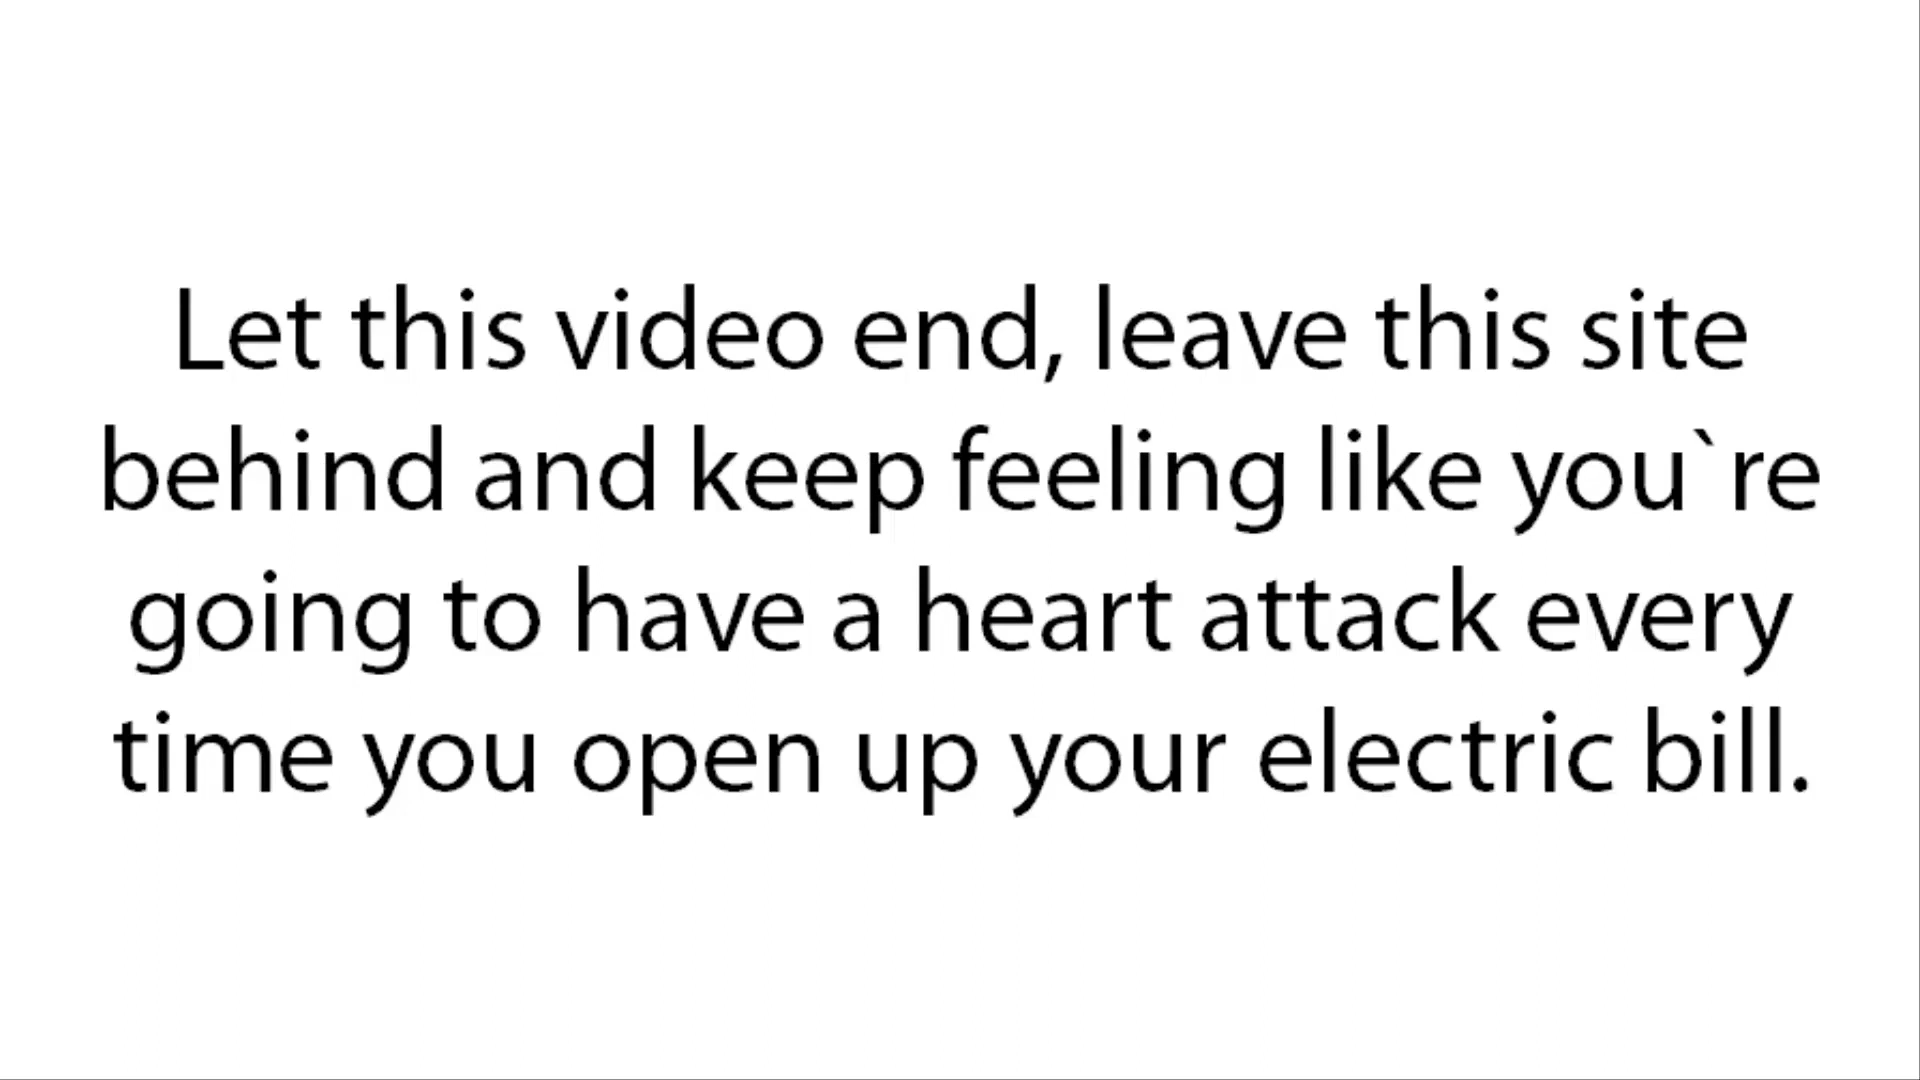 Let this video end, leave this site
behind and keep feeling like you`re
going to have a heart attack every
time you open up your electric bill.